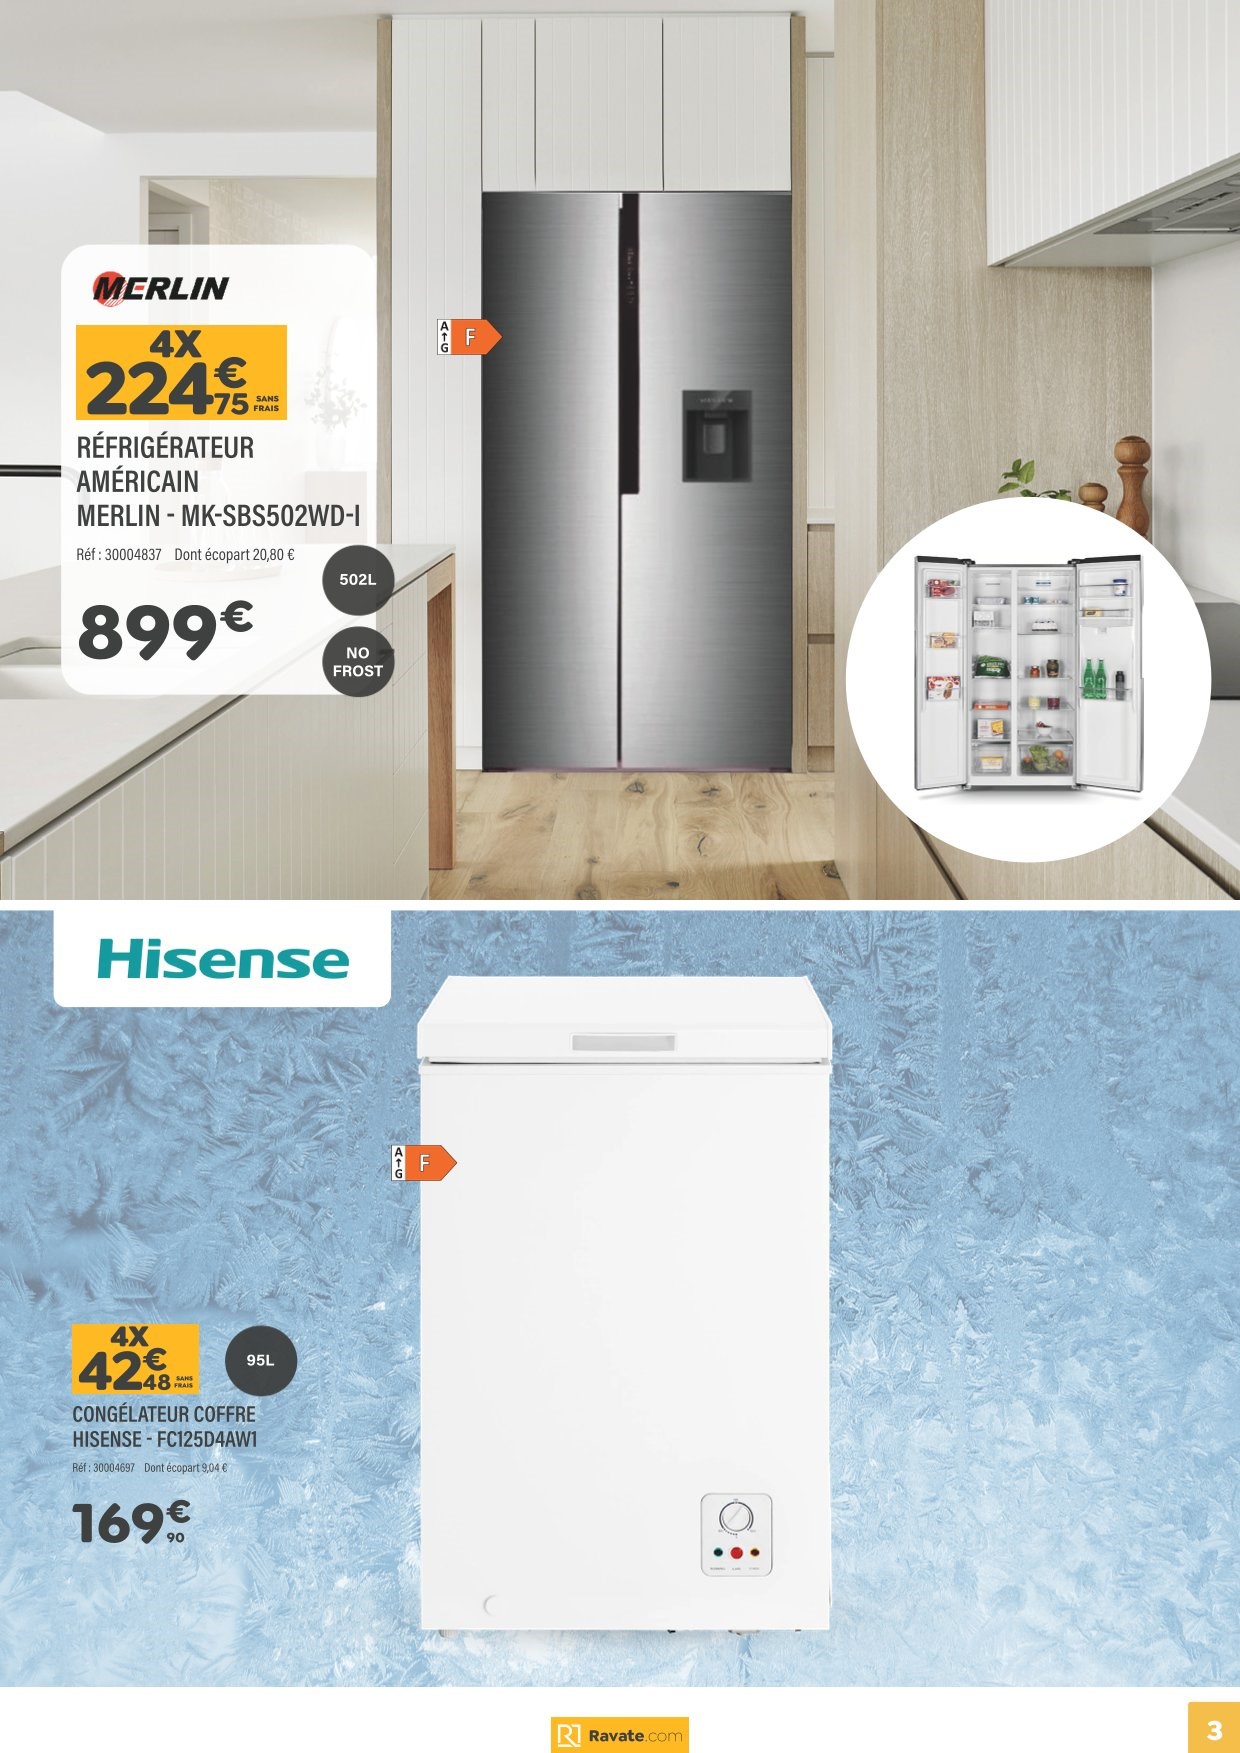 MERLIN
4X
224€75 SANS FRAIS
RÉFRIGÉRATEUR
AMÉRICAIN
MERLIN - MK-SBS502WD-I
Réf : 30004837 Dont écopart 20,80 €
899€
502L
NO
FROST
A
G
F
Hisense
A
G
F
4X
42€48 SANS FRAIS
95L
CONGÉLATEUR COFFRE
HISENSE - FC125D4AW1
Réf : 30004697 Dont écopart 9,04 €
169€90
Ravate.com
3